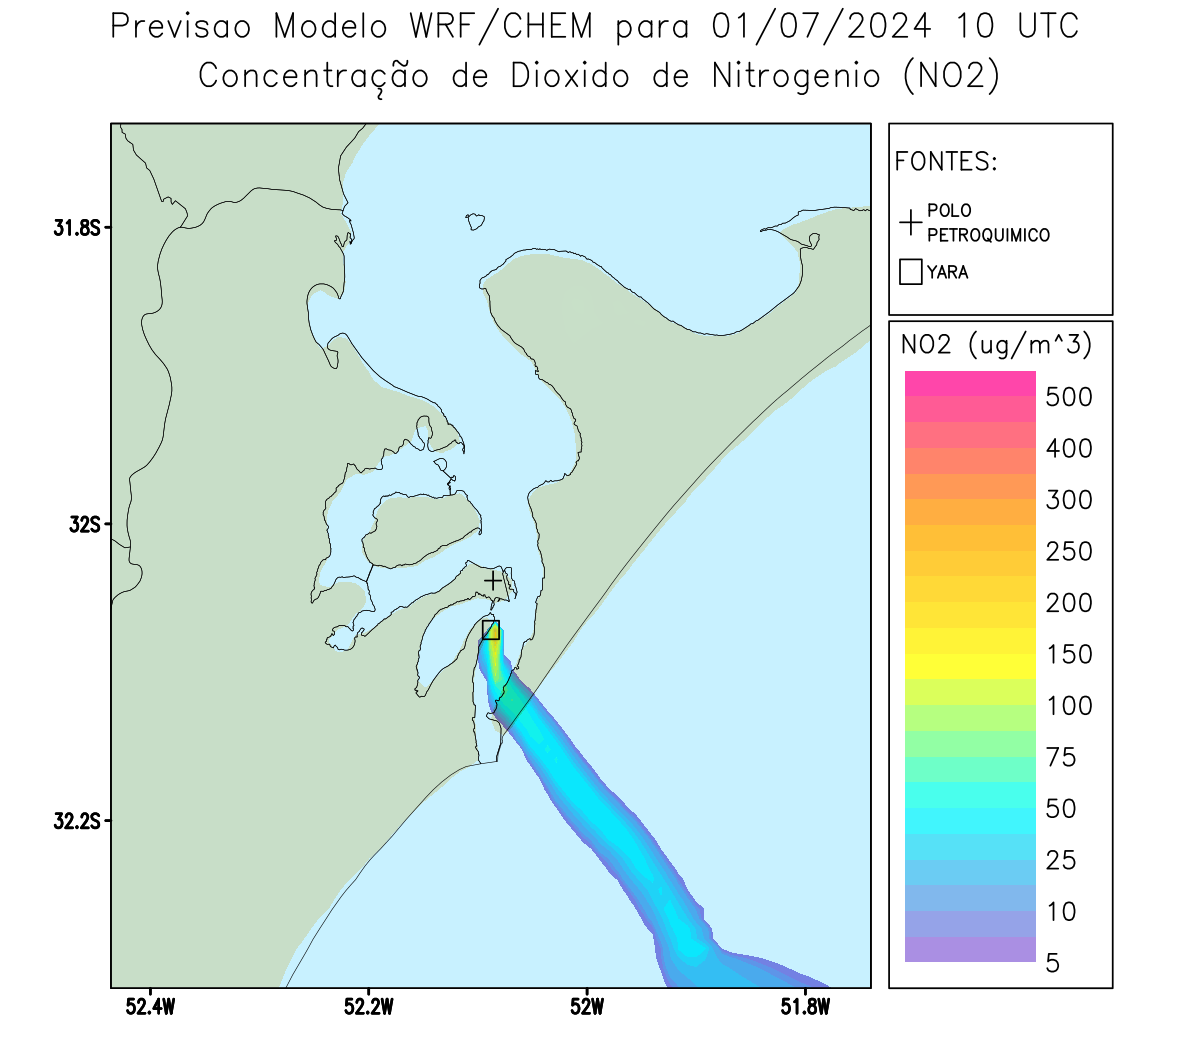 Previsao Modelo WRF/CHEM para 01/07/2024 10 UTC
Concentração de Dioxido de Nitrogenio (NO2)
FONTES:
POLO
PETROQUIMICO
YARA
NO2 (ug/m^3)
500
400
300
250
200
150
100
75
50
25
10
5
31.8S
32S
32.2S
52.4W
52.2W
52W
51.8W